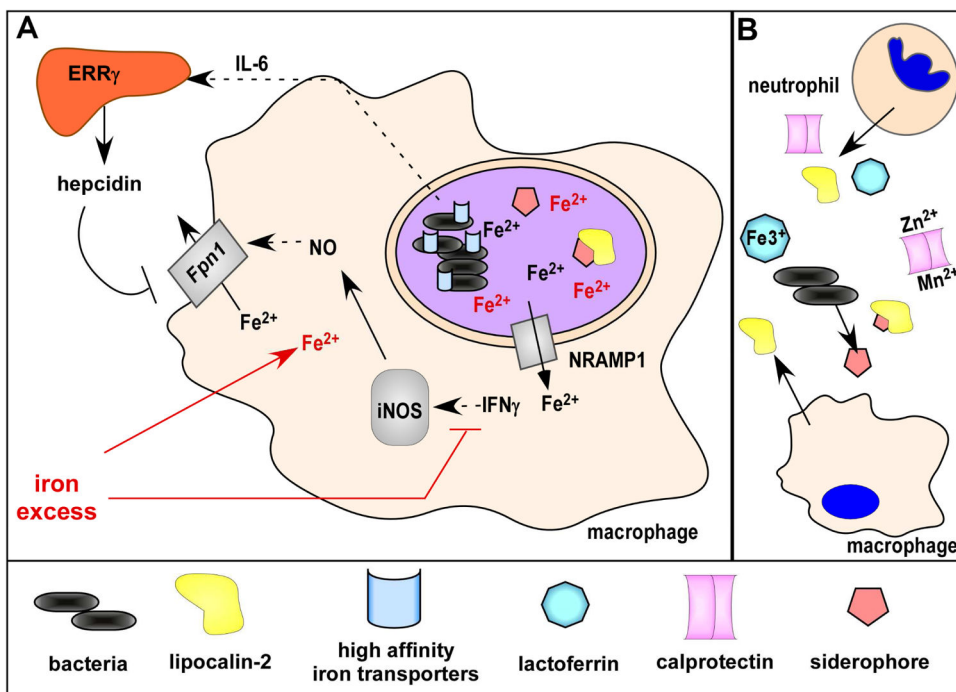 A
ERRγ
IL-6
hepcidin
Fpn1
NO
Fe²⁺
Fe²⁺
Fe²⁺
Fe²⁺
Fe²⁺
Fe²⁺
Fe²⁺
NRAMP1
iNOS
IFNγ
Fe²⁺
iron
excess
macrophage
B
neutrophil
Fe3⁺
Zn²⁺
Mn²⁺
macrophage
bacteria
lipocalin-2
high affinity
iron transporters
lactoferrin
calprotectin
siderophore